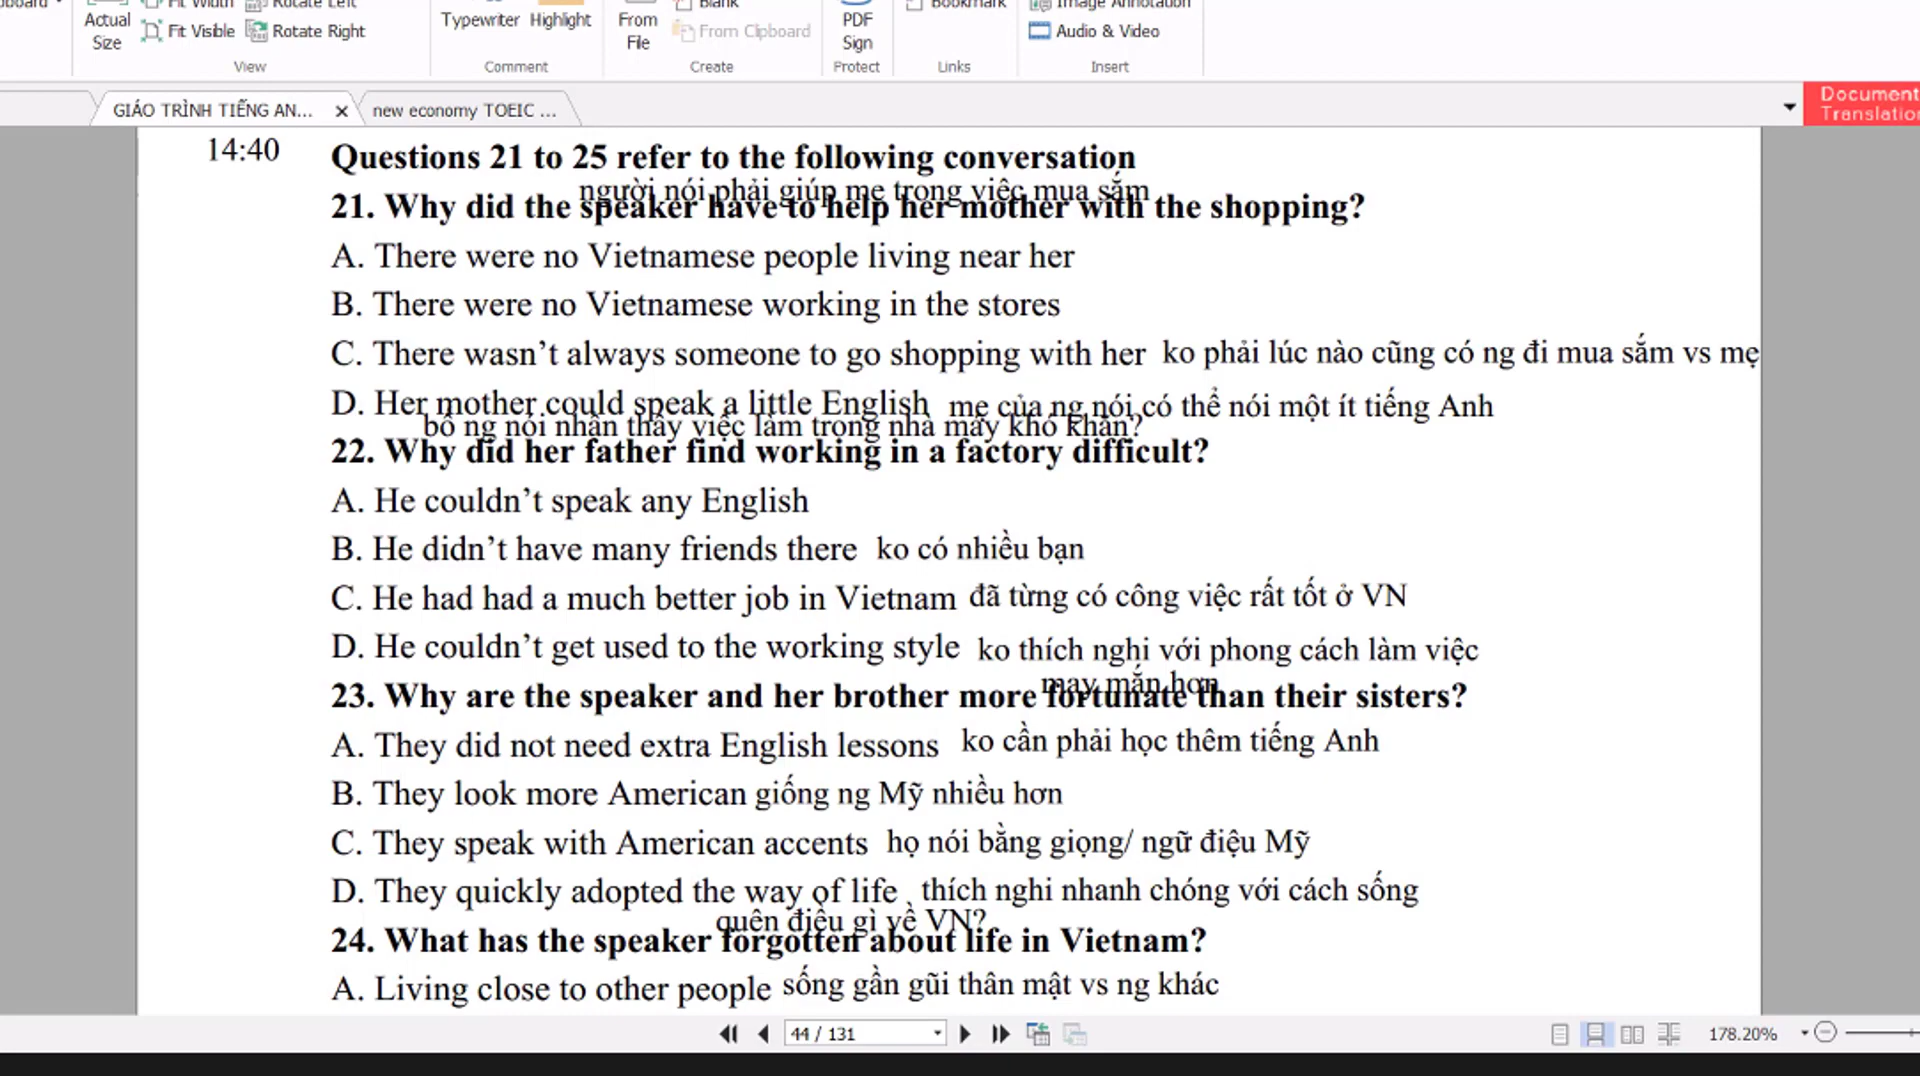 Actual
Size
Fit Width
Rotate Left
Fit Visible
Rotate Right
View
Typewriter
Highlight
Comment
From
File
Blank
From Clipboard
Create
PDF
Sign
Protect
Bookmark
Links
Image Annotation
Audio & Video
Insert
GIÁO TRÌNH TIẾNG AN...
new economy TOEIC ...
Document
14:40
Questions 21 to 25 refer to the following conversation
người nói phải giúp mẹ trong việc mua sắm
21. Why did the speaker have to help her mother with the shopping?
A. There were no Vietnamese people living near her
B. There were no Vietnamese working in the stores
C. There wasn't always someone to go shopping with her ko phải lúc nào cũng có ng đi mua sắm vs mẹ
D. Her mother could speak a little English mẹ của ng nói có thể nói một ít tiếng Anh
bố ng nói nhận thấy việc làm trong nhà máy khó khăn?
22. Why did her father find working in a factory difficult?
A. He couldn't speak any English
B. He didn't have many friends there ko có nhiều bạn
C. He had had a much better job in Vietnam đã từng có công việc rất tốt ở VN
D. He couldn't get used to the working style ko thích nghi với phong cách làm việc
may mắn hơn
23. Why are the speaker and her brother more fortunate than their sisters?
A. They did not need extra English lessons ko cần phải học thêm tiếng Anh
B. They look more American giống ng Mỹ nhiều hơn
C. They speak with American accents họ nói bằng giọng/ ngữ điệu Mỹ
D. They quickly adopted the way of life thích nghi nhanh chóng với cách sống
quên điều gì về VN?
24. What has the speaker forgotten about life in Vietnam?
A. Living close to other people sống gần gũi thân mật vs ng khác
44 / 131
178.20%